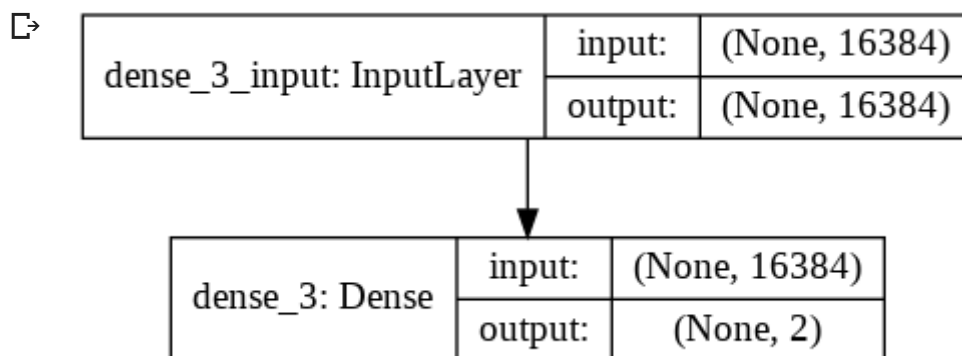 dense_3_input: InputLayer
input: (None, 16384)
output: (None, 16384)
dense_3: Dense
input: (None, 16384)
output: (None, 2)